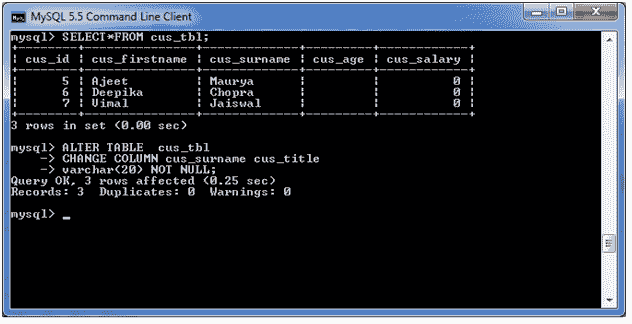 MySQL 5.5 Command Line Client
mysql> SELECT*FROM cus_tbl;
+--------+---------------+-------------+---------+------------+
| cus_id | cus_firstname | cus_surname | cus_age | cus_salary |
+--------+---------------+-------------+---------+------------+
| 5 | Ajeet | Maurya | | 0 |
| 6 | Deepika | Chopra | | 0 |
| 7 | Vimal | Jaiswal | | 0 |
+--------+---------------+-------------+---------+------------+
3 rows in set (0.00 sec)
mysql> ALTER TABLE cus_tbl
-> CHANGE COLUMN cus_surname cus_title
-> varchar(20) NOT NULL;
Query OK, 3 rows affected (0.25 sec)
Records: 3 Duplicates: 0 Warnings: 0
mysql> _